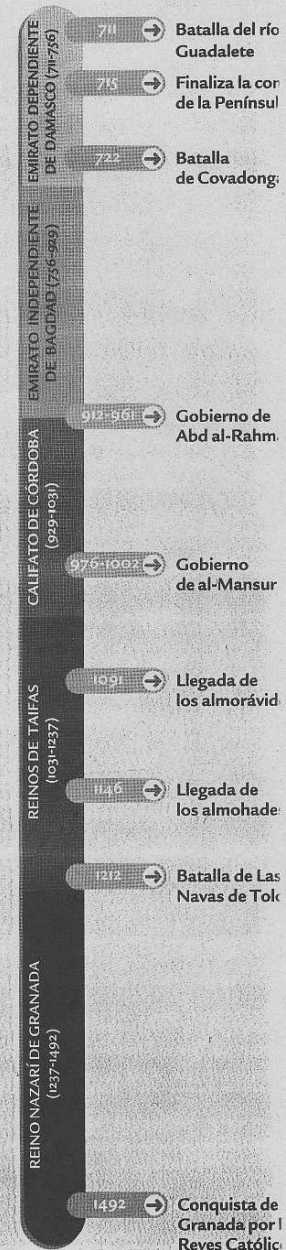 EMIRATO DEPENDIENTE
DE DAMASCO (711-756)
711 → Batalla del río
Guadalete
715 → Finaliza la con
de la Penínsul
722 → Batalla
de Covadonga
EMIRATO INDEPENDIENTE
DE BAGDAD (756-929)
912-961 → Gobierno de
Abd al-Rahm
CALIFATO DE CÓRDOBA
(929-1031)
976-1002 → Gobierno
de al-Mansur
REINOS DE TAIFAS
(1031-1237)
1091 → Llegada de
los almorávid
1146 → Llegada de
los almohade
1212 → Batalla de Las
Navas de Tolo
REINO NAZARÍ DE GRANADA
(1237-1492)
1492 → Conquista de
Granada por l
Reyes Católic